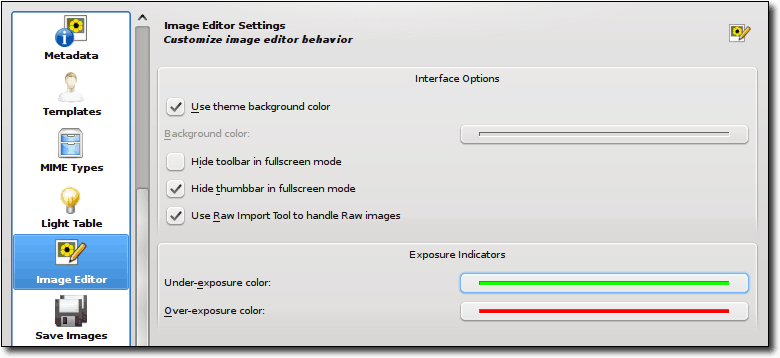 Metadata
Templates
MIME Types
Light Table
Image Editor
Save Images
Image Editor Settings
Customize image editor behavior
Interface Options
Use theme background color
Background color:
Hide toolbar in fullscreen mode
Hide thumbbar in fullscreen mode
Use Raw Import Tool to handle Raw images
Exposure Indicators
Under-exposure color:
Over-exposure color: